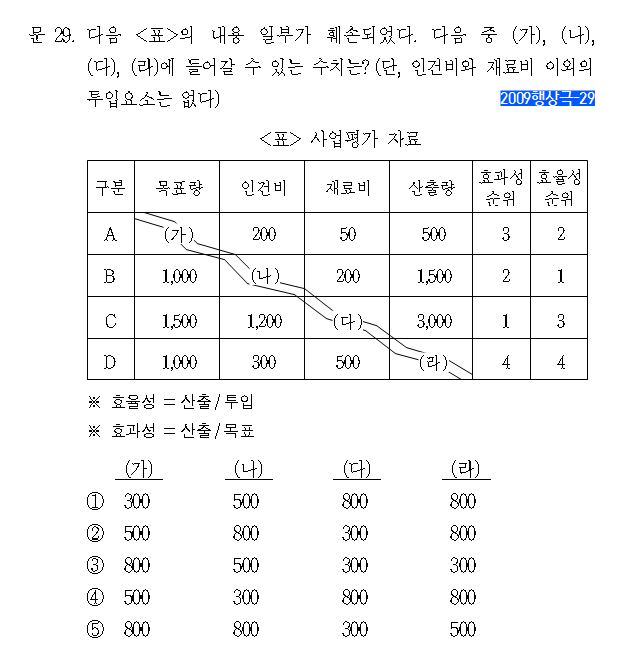 문 29. 다음 <표>의 내용 일부가 훼손되었다. 다음 중 (가), (나),
(다), (라)에 들어갈 수 있는 수치는? (단, 인건비와 재료비 이외의
투입요소는 없다) 2009행상극-29
<표> 사업평가 자료
구분 목표량 인건비 재료비 산출량 효과성 순위 효율성 순위
A (가) 200 50 500 3 2
B 1,000 (나) 200 1,500 2 1
C 1,500 1,200 (다) 3,000 1 3
D 1,000 300 500 (라) 4 4
※ 효율성 = 산출/투입
※ 효과성 = 산출/목표
(가) (나) (다) (라)
① 300 500 800 800
② 500 800 300 800
③ 800 500 300 300
④ 500 300 800 800
⑤ 800 800 300 500